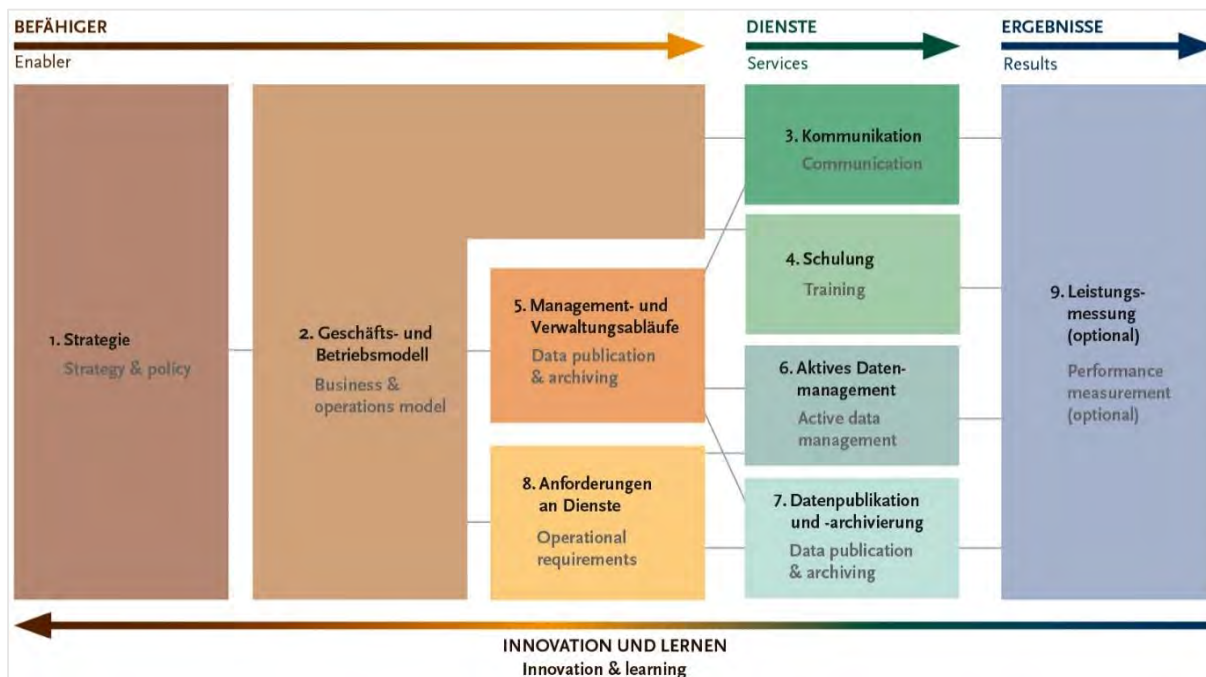 BEFÄHIGER
Enabler
DIENSTE
Services
ERGEBNISSE
Results
1. Strategie
Strategy & policy
2. Geschäfts- und
Betriebsmodell
Business &
operations model
5. Management- und
Verwaltungsabläufe
Data publication
& archiving
8. Anforderungen
an Dienste
Operational
requirements
3. Kommunikation
Communication
4. Schulung
Training
6. Aktives Daten-
management
Active data
management
7. Datenpublikation
und -archivierung
Data publication
& archiving
9. Leistungs-
messung
(optional)
Performance
measurement
(optional)
INNOVATION UND LERNEN
Innovation & learning